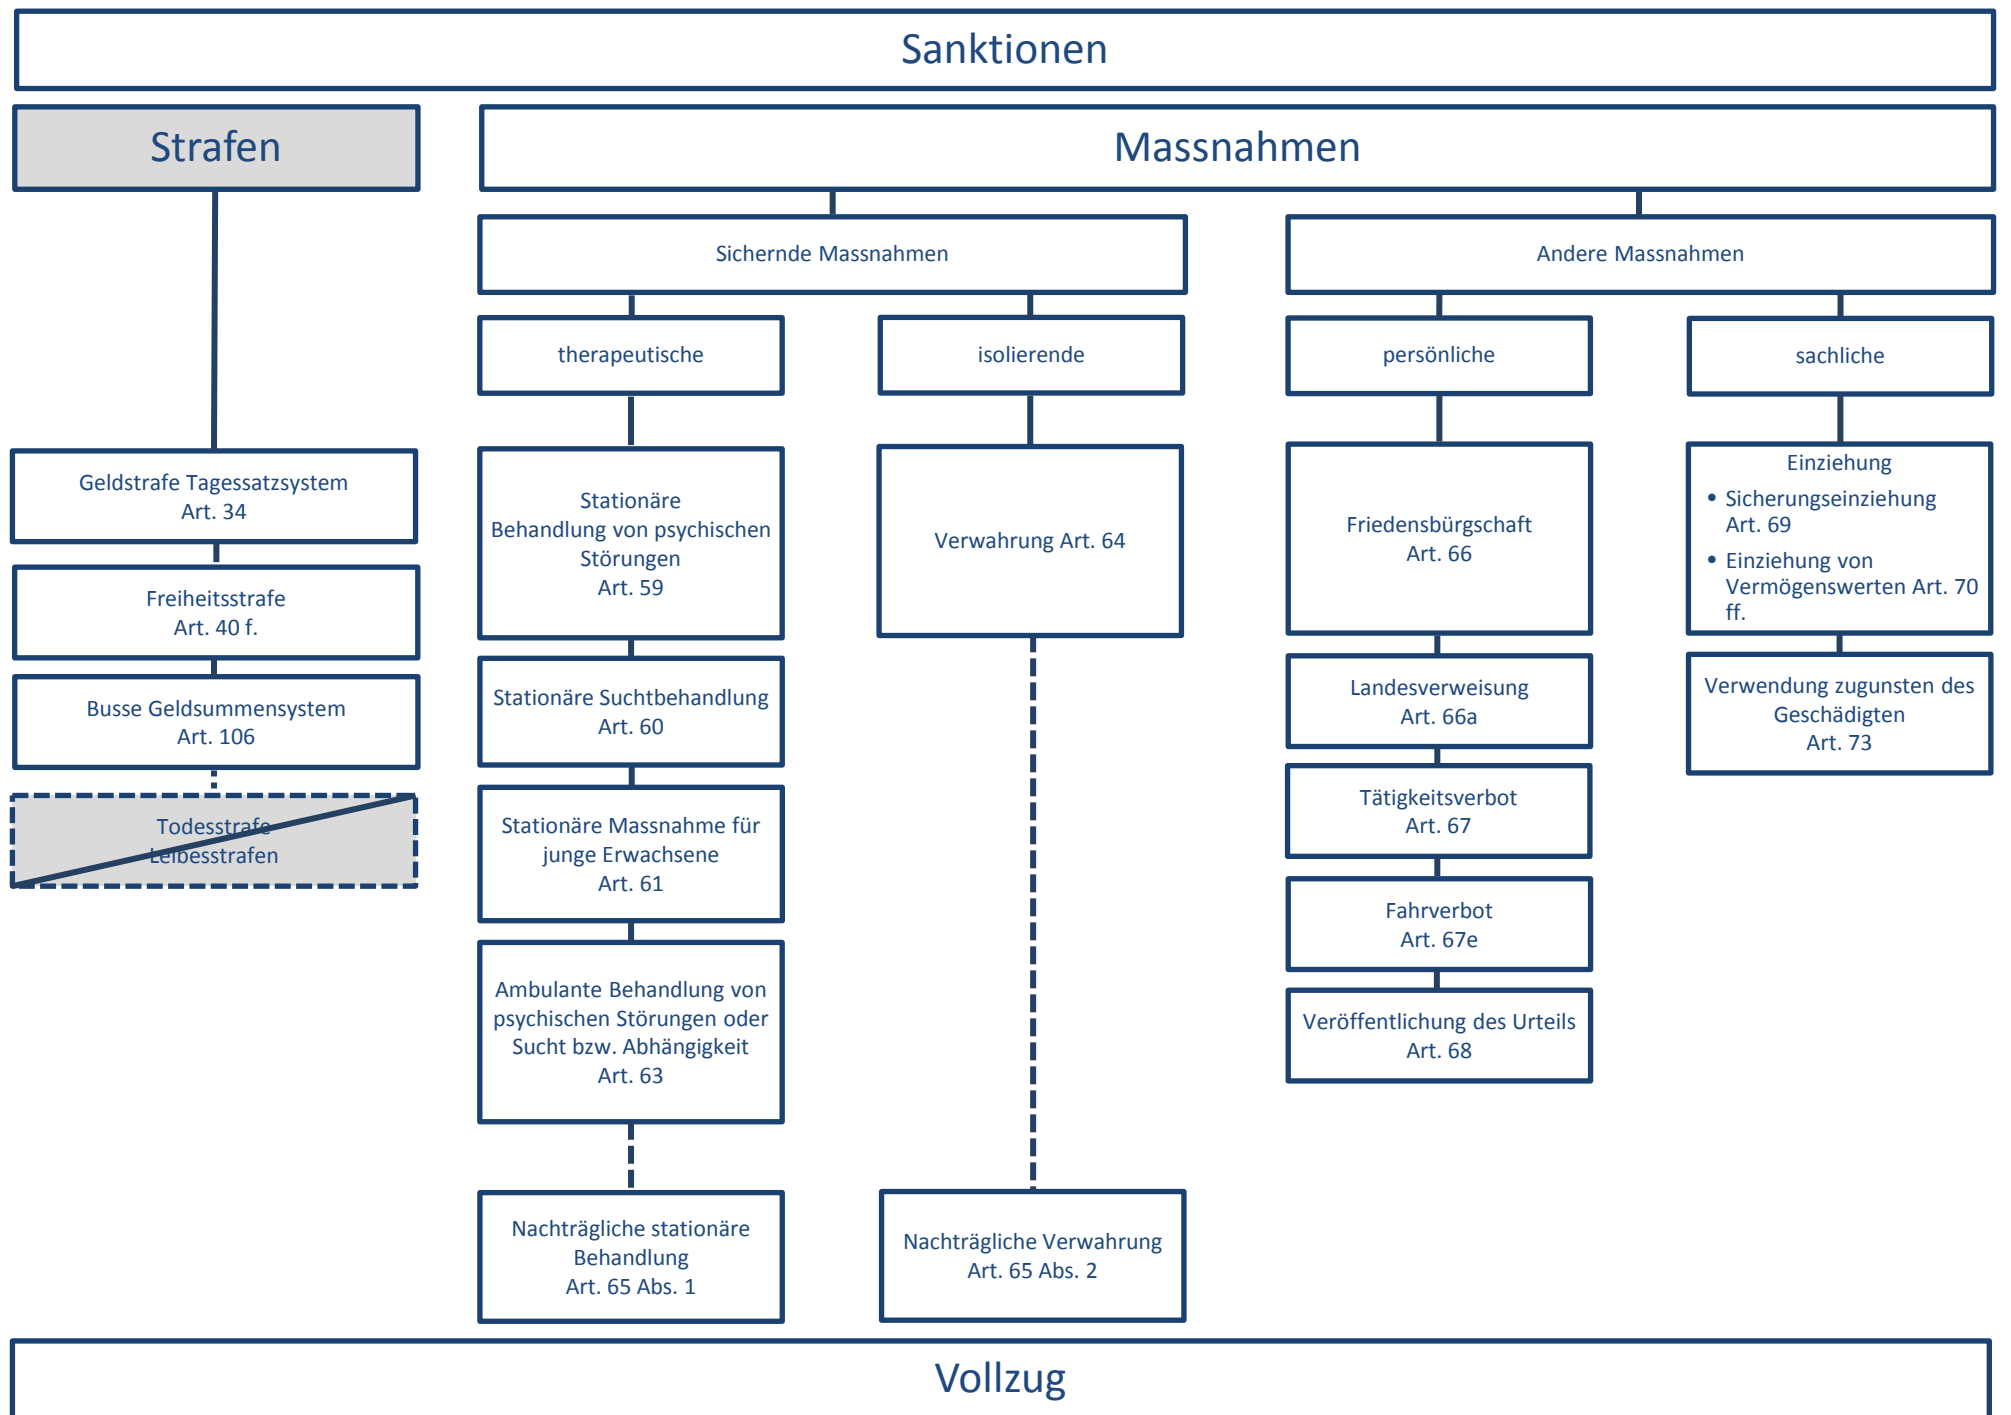 Sanktionen
Strafen
Massnahmen
Sichernde Massnahmen
Andere Massnahmen
therapeutische
isolierende
persönliche
sachliche
Geldstrafe Tagessatzsystem
Art. 34
Freiheitsstrafe
Art. 40 f.
Busse Geldsummensystem
Art. 106
Todesstrafe
Leibesstrafen
Stationäre
Behandlung von psychischen
Störungen
Art. 59
Stationäre Suchtbehandlung
Art. 60
Stationäre Massnahme für
junge Erwachsene
Art. 61
Ambulante Behandlung von
psychischen Störungen oder
Sucht bzw. Abhängigkeit
Art. 63
Nachträgliche stationäre
Behandlung
Art. 65 Abs. 1
Verwahrung Art. 64
Nachträgliche Verwahrung
Art. 65 Abs. 2
Friedensbürgschaft
Art. 66
Landesverweisung
Art. 66a
Tätigkeitsverbot
Art. 67
Fahrverbot
Art. 67e
Veröffentlichung des Urteils
Art. 68
Einziehung
• Sicherungseinziehung
Art. 69
• Einziehung von
Vermögenswerten Art. 70
ff.
Verwendung zugunsten des
Geschädigten
Art. 73
Vollzug